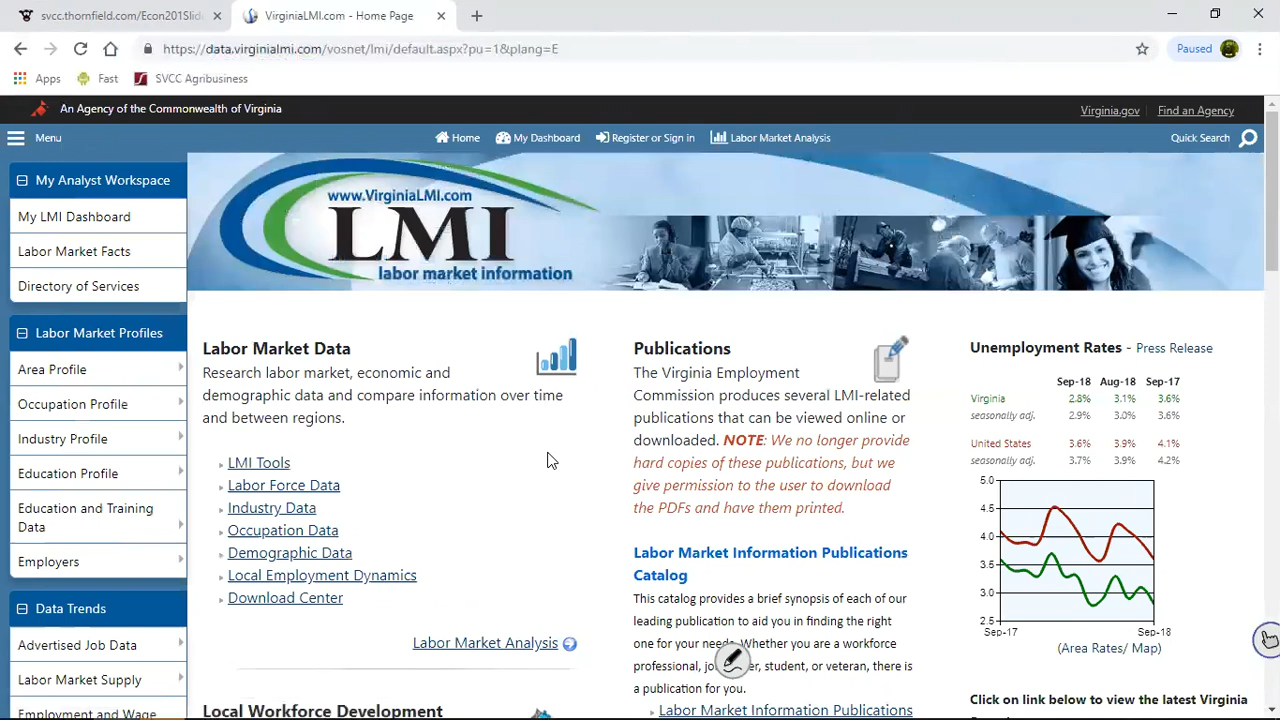 svcc.thornfield.com/Econ201Slid
VirginiaLMI.com - Home Page
https://data.virginialmi.com/vosnet/lmi/default.aspx?pu=1&plang=E
Paused
Apps
Fast
SVCC Agribusiness
An Agency of the Commonwealth of Virginia
Virginia.gov
Find an Agency
Menu
Home
My Dashboard
Register or Sign in
Labor Market Analysis
Quick Search
My Analyst Workspace
My LMI Dashboard
Labor Market Facts
Directory of Services
Labor Market Profiles
Area Profile
Occupation Profile
Industry Profile
Education Profile
Education and Training
Data
Employers
Data Trends
Advertised Job Data
Labor Market Supply
Employment and Wage
www.VirginiaLMI.com
LMI
labor market information
Labor Market Data
Research labor market, economic and
demographic data and compare information over time
and between regions.
LMI Tools
Labor Force Data
Industry Data
Occupation Data
Demographic Data
Local Employment Dynamics
Download Center
Labor Market Analysis
Local Workforce Development
Publications
The Virginia Employment
Commission produces several LMI-related
publications that can be viewed online or
downloaded. NOTE: We no longer provide
hard copies of these publications, but we
give permission to the user to download
the PDFs and have them printed.
Labor Market Information Publications
Catalog
This catalog provides a brief synopsis of each of our
leading publication to aid you in finding the right
one for your needs. Whether you are a workforce
professional, student, or veteran, there is
a publication for you.
Labor Market Information Publications
Unemployment Rates - Press Release
Sep-18 Aug-18 Sep-17
Virginia 2.8% 3.1% 3.6%
seasonally adj. 2.9% 3.0% 3.6%
United States 3.6% 3.9% 4.1%
seasonally adj. 3.7% 3.9% 4.2%
5.0
4.5
4.0
3.5
3.0
2.5
Sep-17 Sep-18
(Area Rates/ Map)
Click on link below to view the latest Virginia